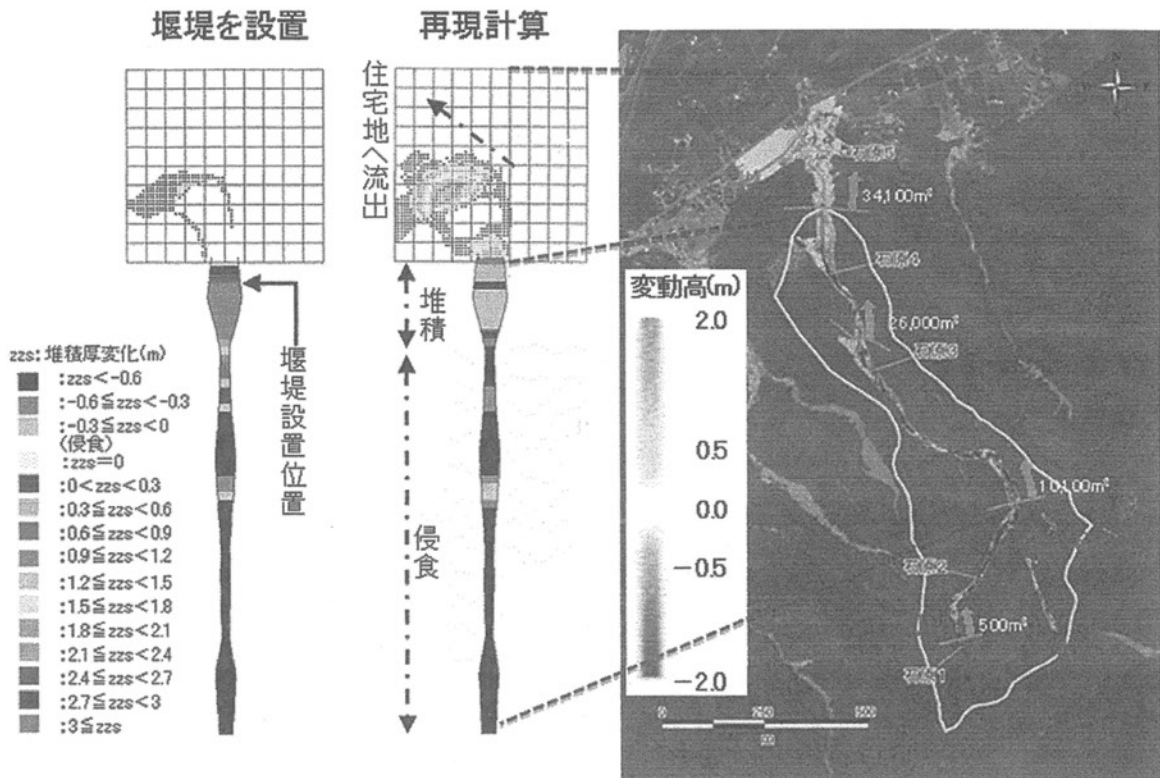 堰堤を設置
再現計算
住宅地へ流出
堆積
侵食
堰堤設置位置
zzs:堆積厚変化(m)
:zzs<-0.6
:-0.6≦zzs<-0.3
:-0.3≦zzs<0
(侵食)
:zzs=0
:0<zzs<0.3
:0.3≦zzs<0.6
:0.6≦zzs<0.9
:0.9≦zzs<1.2
:1.2≦zzs<1.5
:1.5≦zzs<1.8
:1.8≦zzs<2.1
:2.1≦zzs<2.4
:2.4≦zzs<2.7
:2.7≦zzs<3
:3≦zzs
変動高(m)
2.0
0.5
0.0
-0.5
-2.0
34,100m³
26,000m³
10,100m³
500m³
0
250
500
m
N